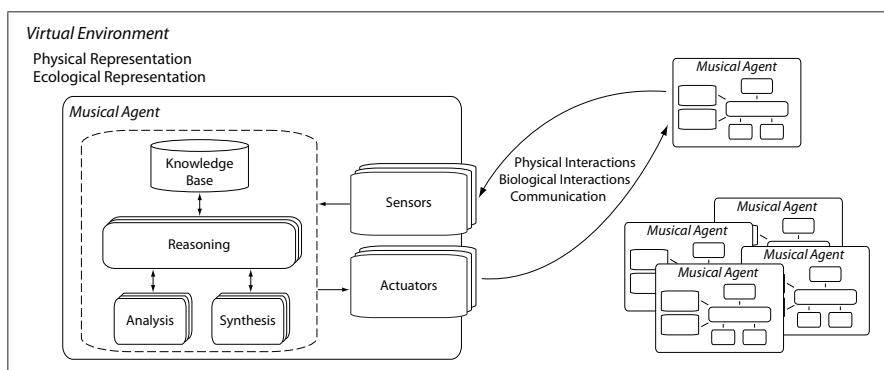 Virtual Environment
Physical Representation
Ecological Representation
Musical Agent
Knowledge
Base
Reasoning
Analysis
Synthesis
Sensors
Actuators
Physical Interactions
Biological Interactions
Communication
Musical Agent
Musical Agent
Musical Agent
Musical Agent
Musical Agent